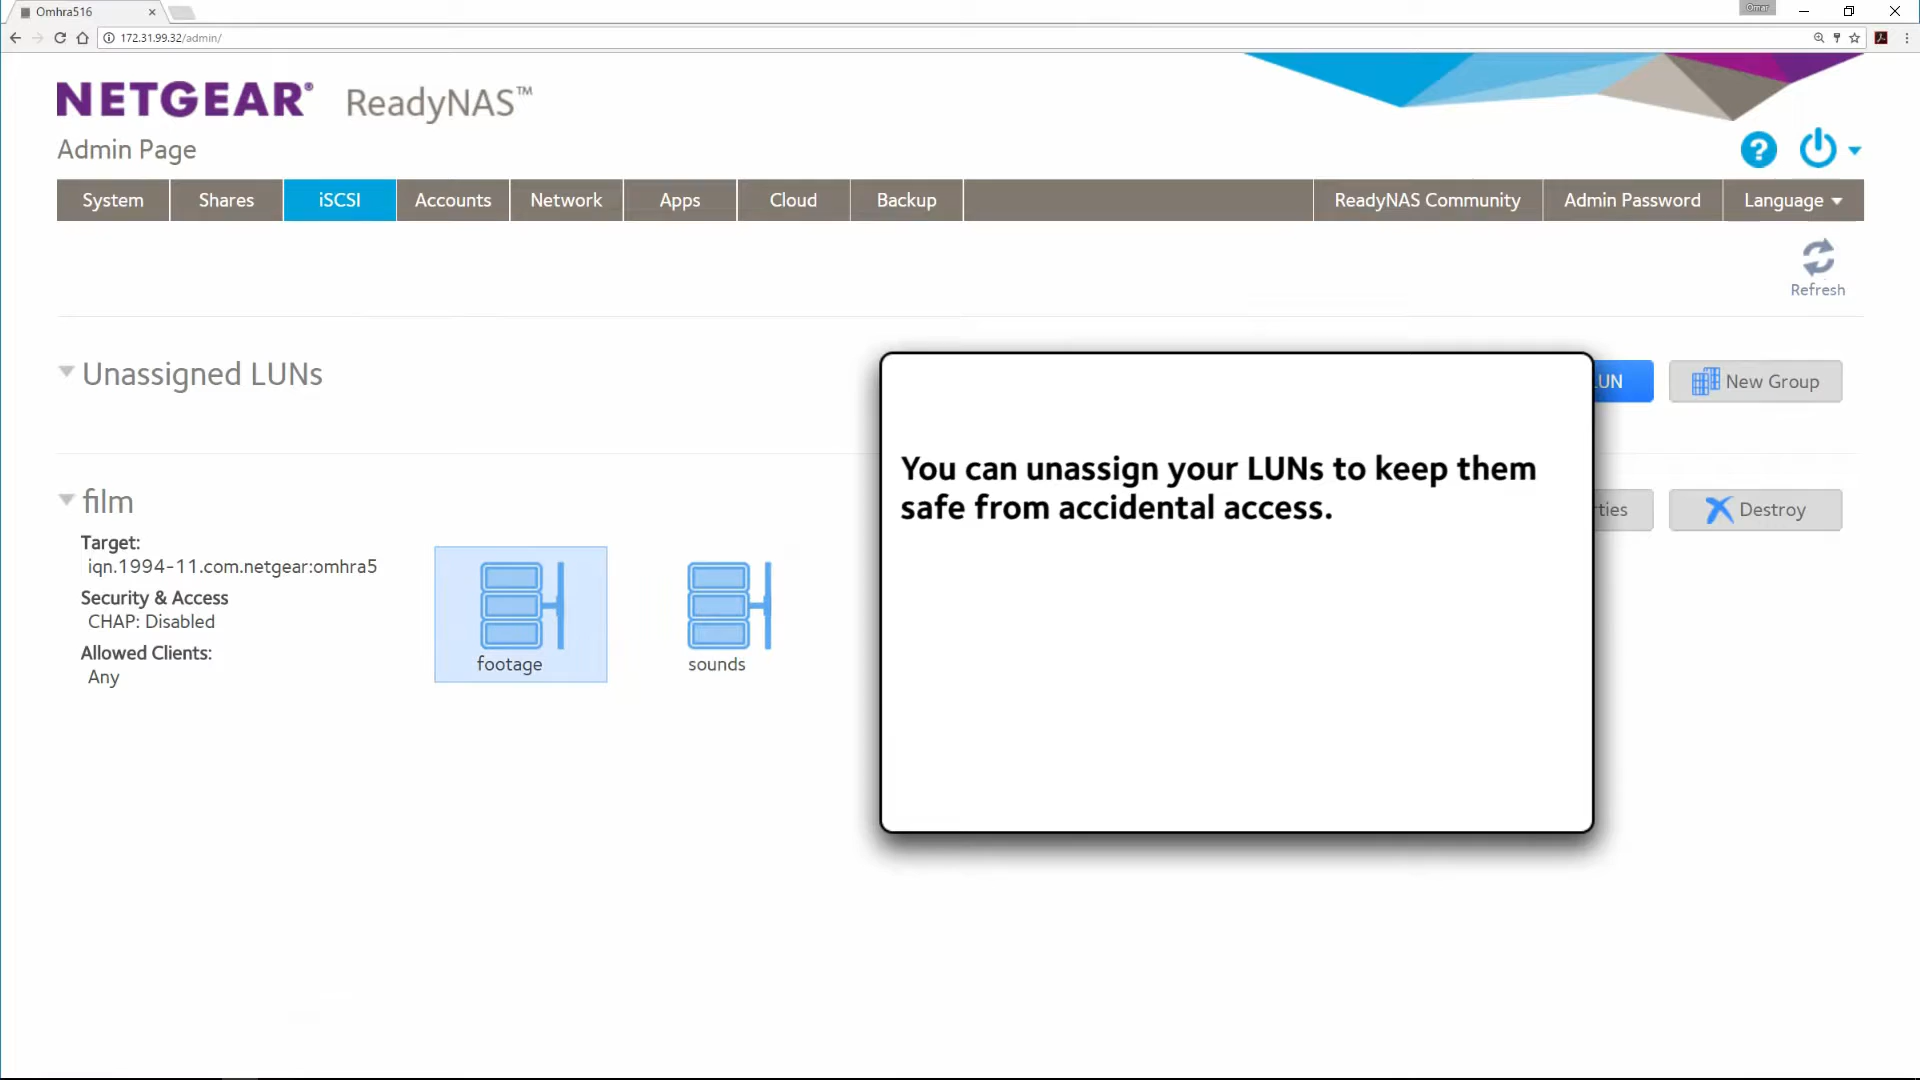 Omhra516
Omar
172.31.99.32/admin/
NETGEAR® ReadyNAS™
Admin Page
System Shares iSCSI Accounts Network Apps Cloud Backup ReadyNAS Community Admin Password Language
Refresh
Unassigned LUNs
UN New Group
You can unassign your LUNs to keep them
safe from accidental access.
film
rties Destroy
Target:
iqn.1994-11.com.netgear:omhra5
Security & Access
CHAP: Disabled
Allowed Clients:
Any
footage sounds